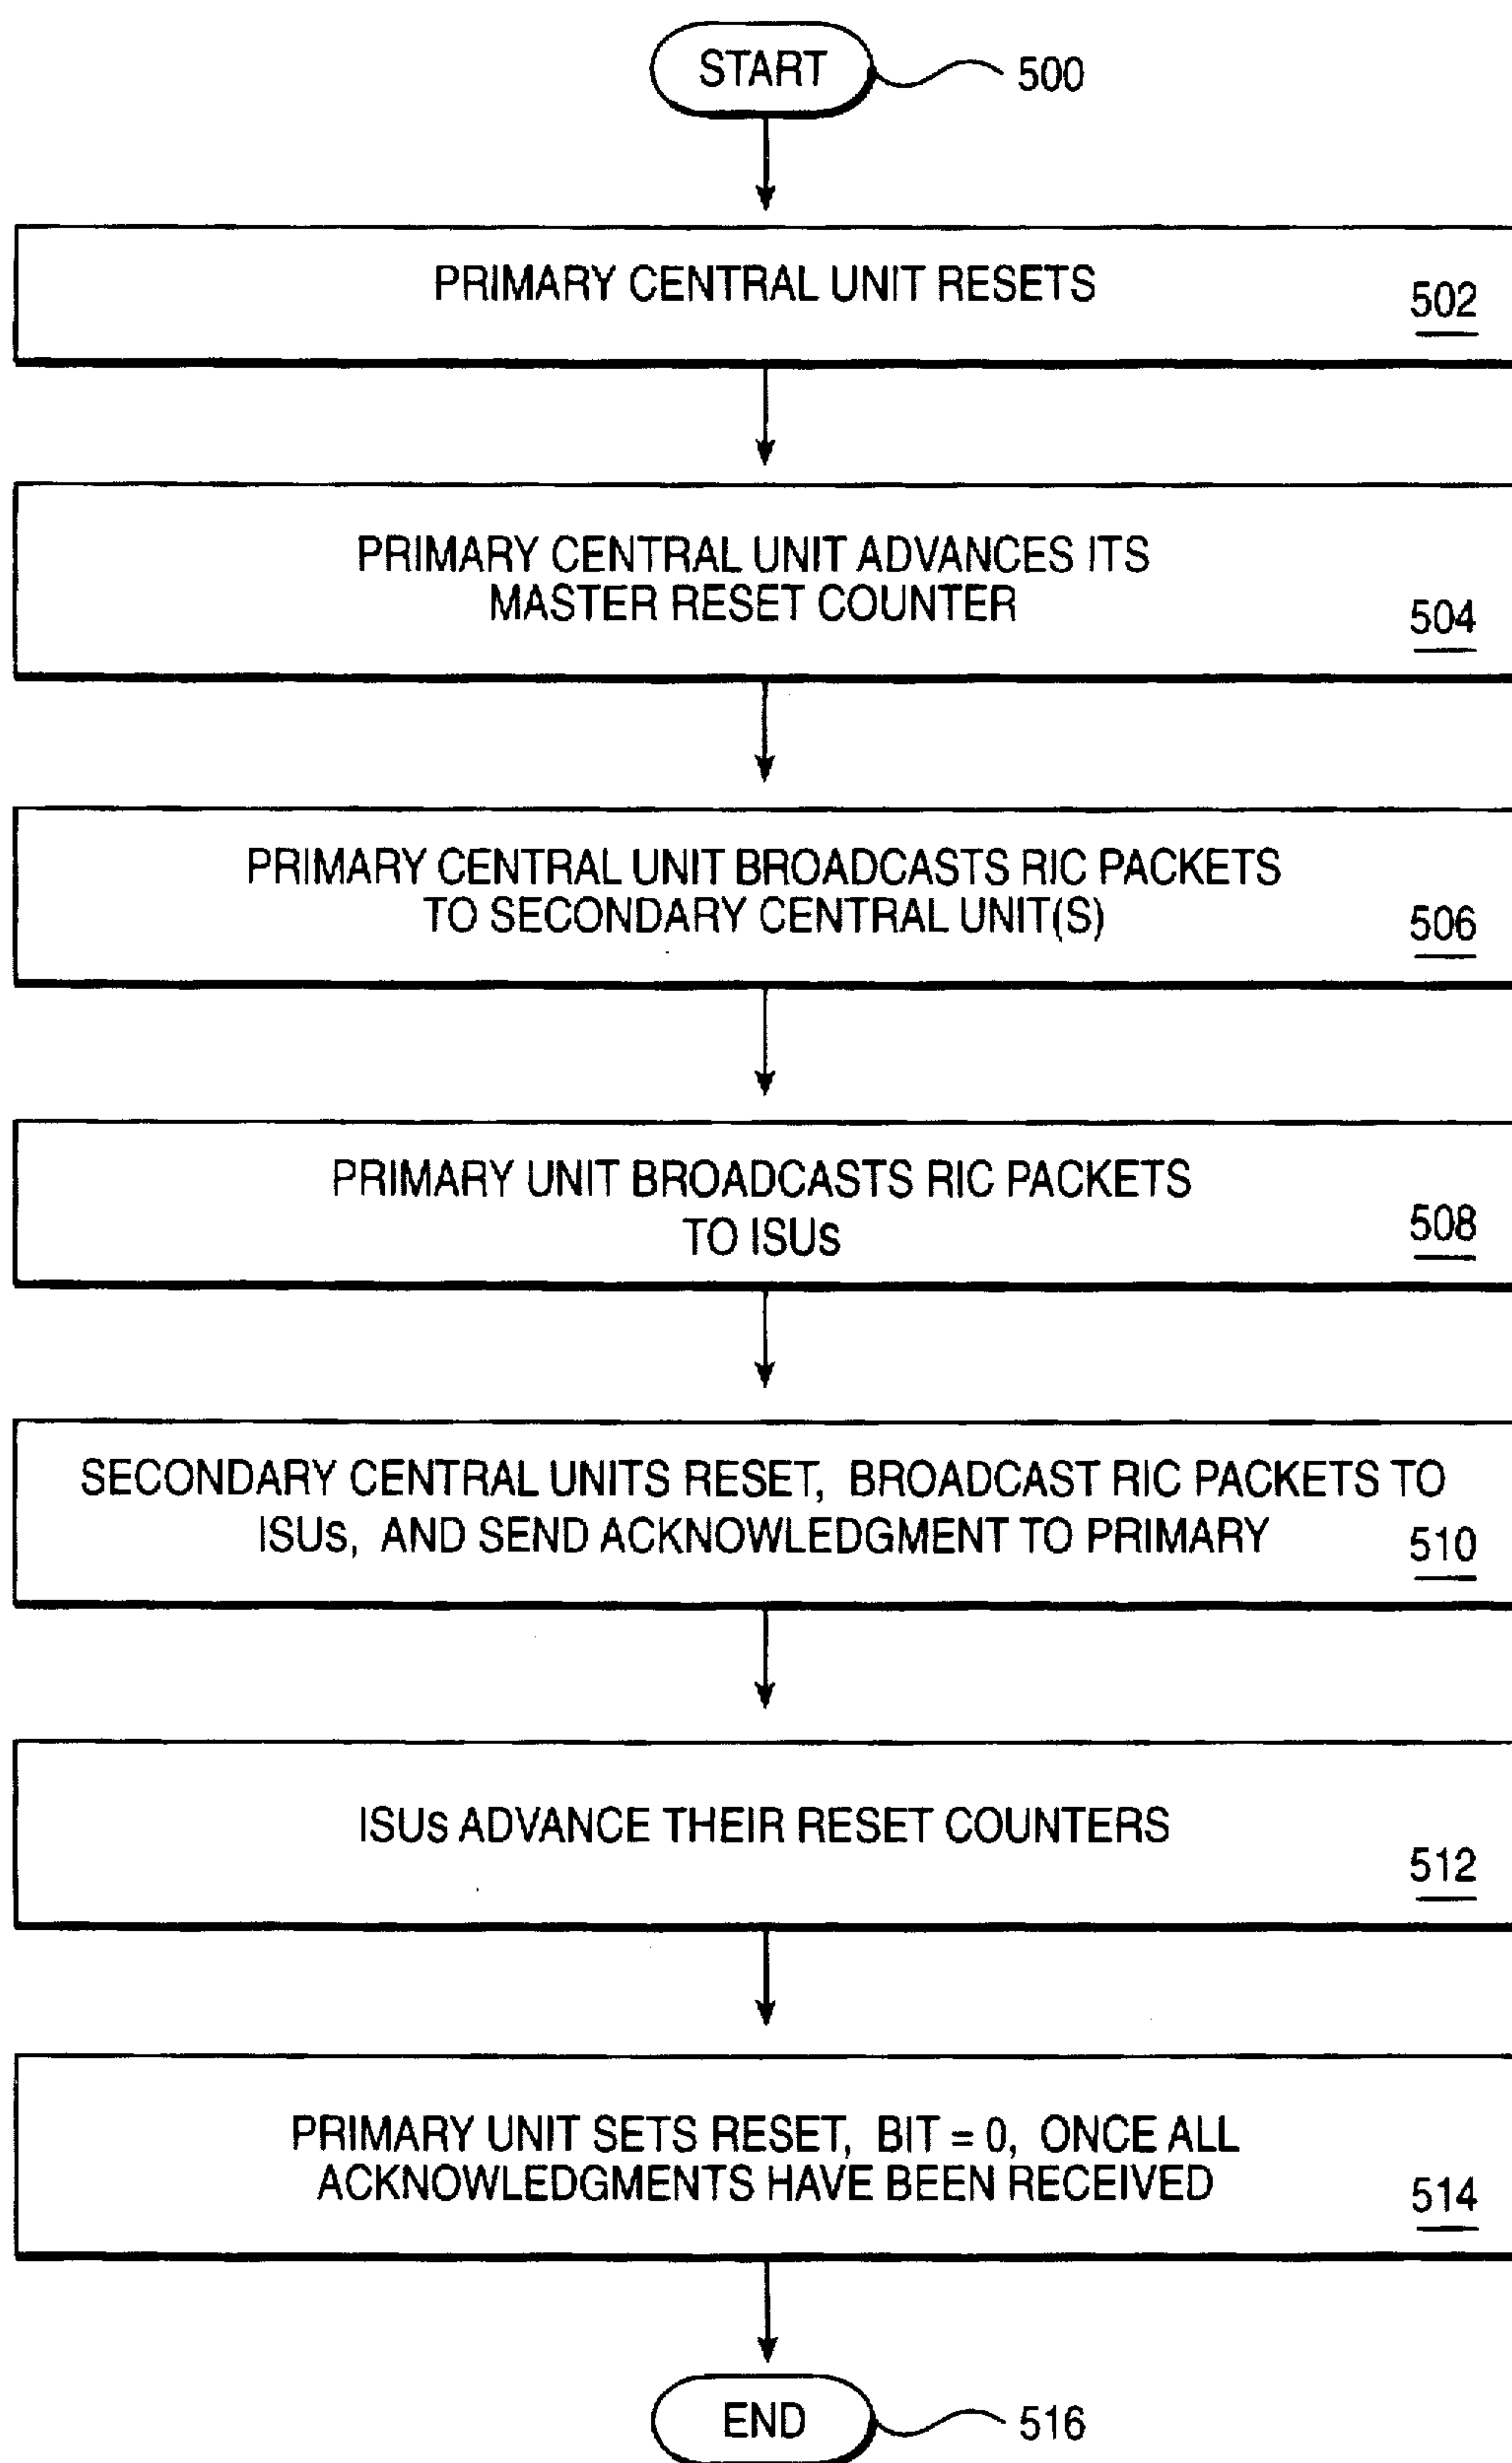 START 500
PRIMARY CENTRAL UNIT RESETS
502
PRIMARY CENTRAL UNIT ADVANCES ITS
MASTER RESET COUNTER
504
PRIMARY CENTRAL UNIT BROADCASTS RIC PACKETS
TO SECONDARY CENTRAL UNIT(S)
506
PRIMARY UNIT BROADCASTS RIC PACKETS
TO ISUs
508
SECONDARY CENTRAL UNITS RESET, BROADCAST RIC PACKETS TO
ISUs, AND SEND ACKNOWLEDGMENT TO PRIMARY
510
ISUs ADVANCE THEIR RESET COUNTERS
512
PRIMARY UNIT SETS RESET, BIT = 0, ONCE ALL
ACKNOWLEDGMENTS HAVE BEEN RECEIVED
514
END 516